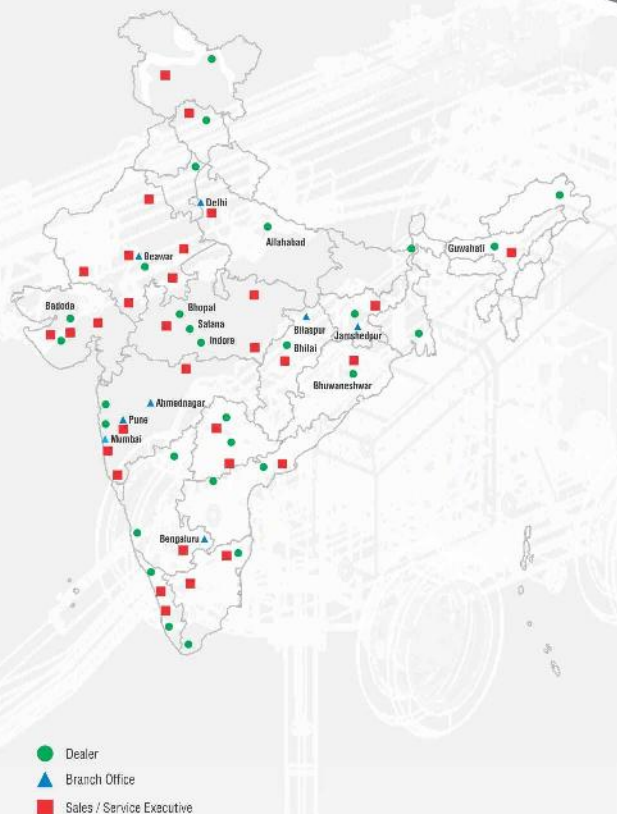 Delhi
Allahabad
Guwahati
Beawar
Badoda
Bhopal
Satana
Indore
Bilaspur
Jamshedpur
Bhilai
Bhuwaneshwar
Ahmednagar
Pune
Mumbai
Bengaluru
Dealer
Branch Office
Sales / Service Executive